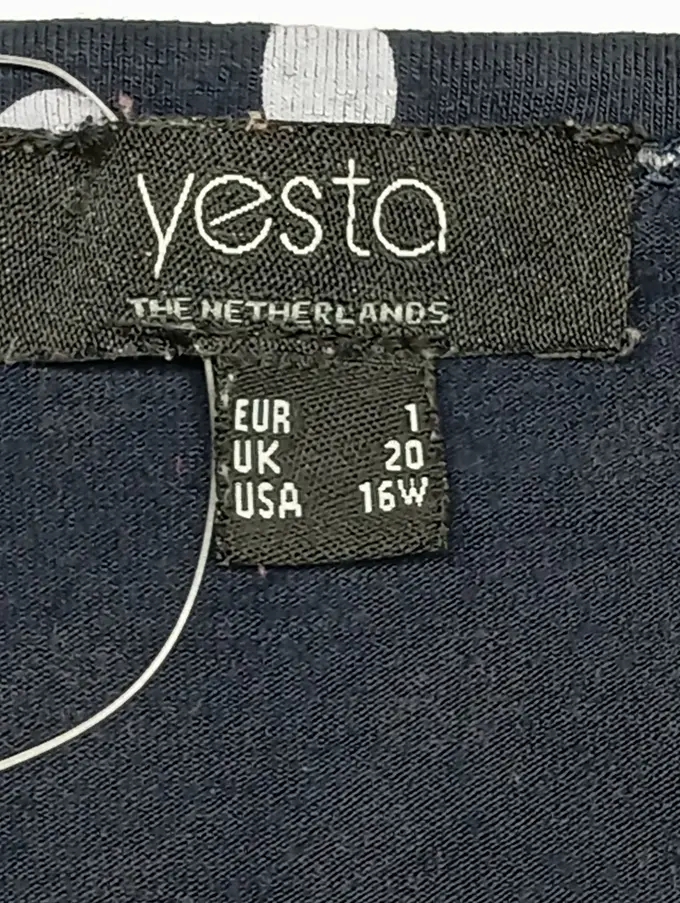 yesta
THE NETHERLANDS
EUR 1
UK 20
USA 16W